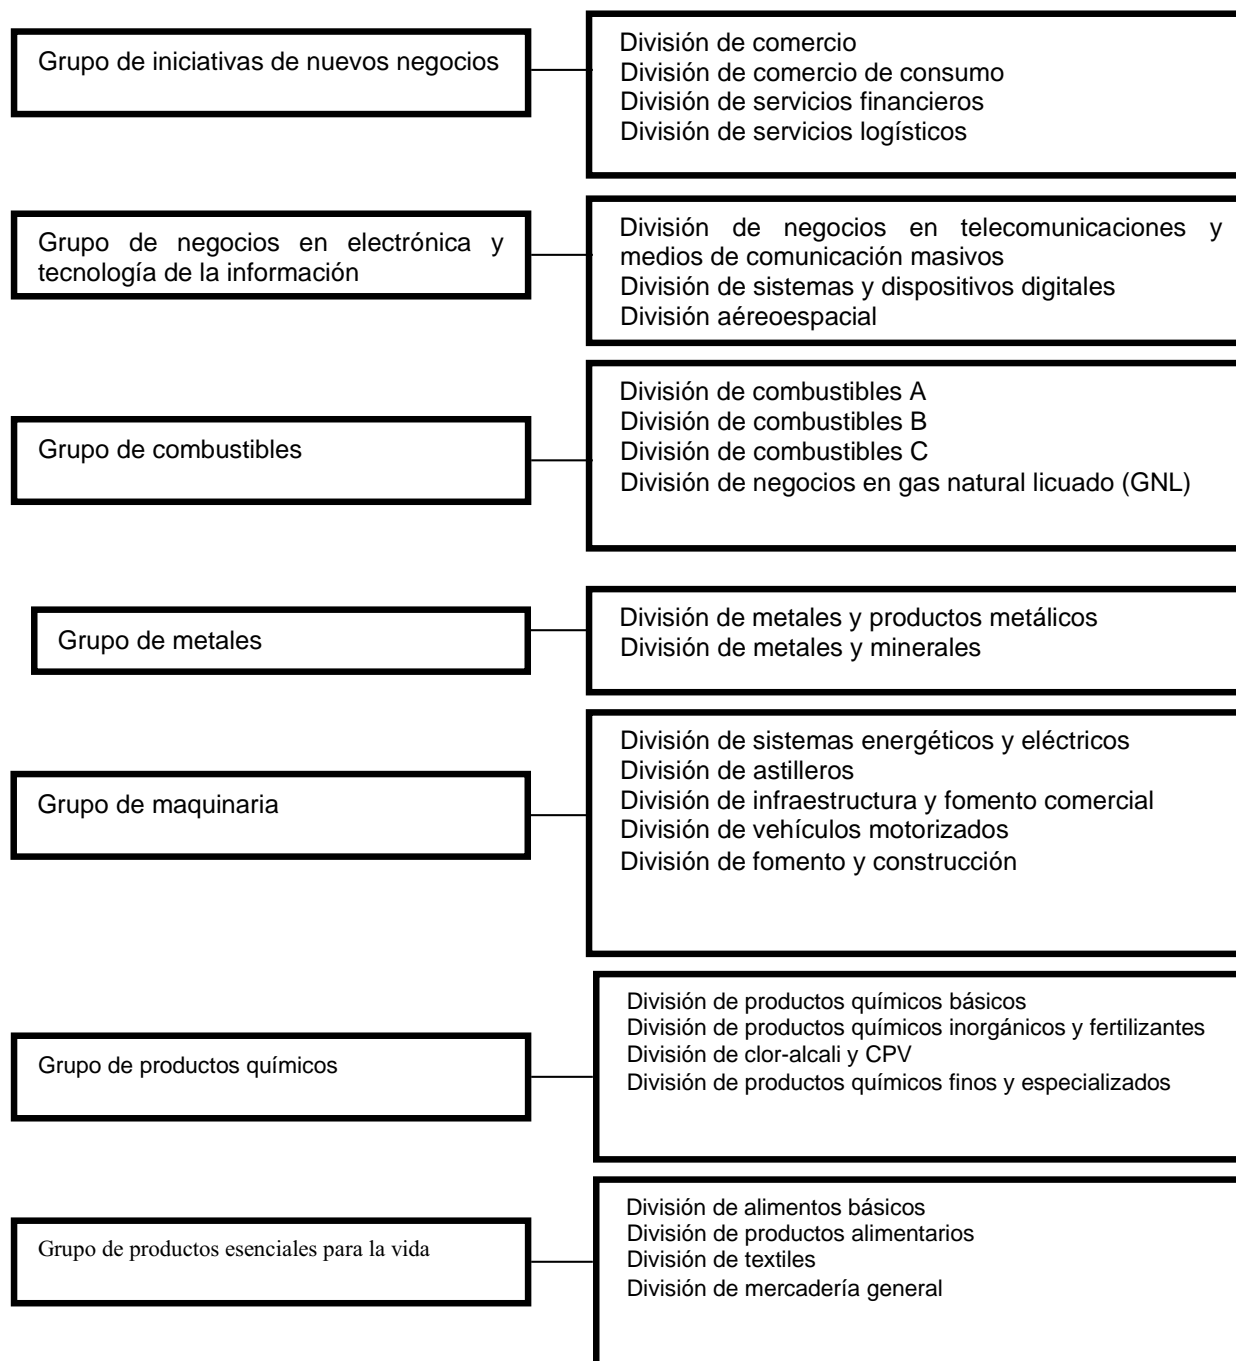 Grupo de iniciativas de nuevos negocios
División de comercio
División de comercio de consumo
División de servicios financieros
División de servicios logísticos
Grupo de negocios en electrónica y
tecnología de la información
División de negocios en telecomunicaciones y
medios de comunicación masivos
División de sistemas y dispositivos digitales
División aéreoespacial
Grupo de combustibles
División de combustibles A
División de combustibles B
División de combustibles C
División de negocios en gas natural licuado (GNL)
Grupo de metales
División de metales y productos metálicos
División de metales y minerales
Grupo de maquinaria
División de sistemas energéticos y eléctricos
División de astilleros
División de infraestructura y fomento comercial
División de vehículos motorizados
División de fomento y construcción
Grupo de productos químicos
División de productos químicos básicos
División de productos químicos inorgánicos y fertilizantes
División de clor-alcali y CPV
División de productos químicos finos y especializados
Grupo de productos esenciales para la vida
División de alimentos básicos
División de productos alimentarios
División de textiles
División de mercadería general